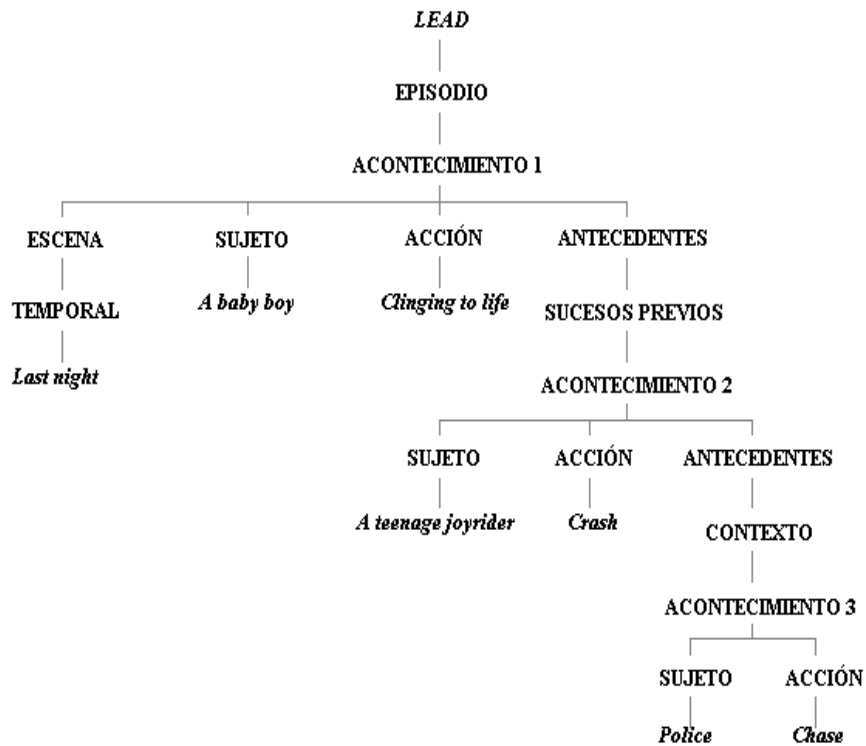 LEAD
EPISODIO
ACONTECIMIENTO 1
ESCENA SUJETO ACCIÓN ANTECEDENTES
TEMPORAL A baby boy Clinging to life SUCESOS PREVIOS
Last night
ACONTECIMIENTO 2
SUJETO ACCIÓN ANTECEDENTES
A teenage joyrider Crash CONTEXTO
ACONTECIMIENTO 3
SUJETO ACCIÓN
Police Chase